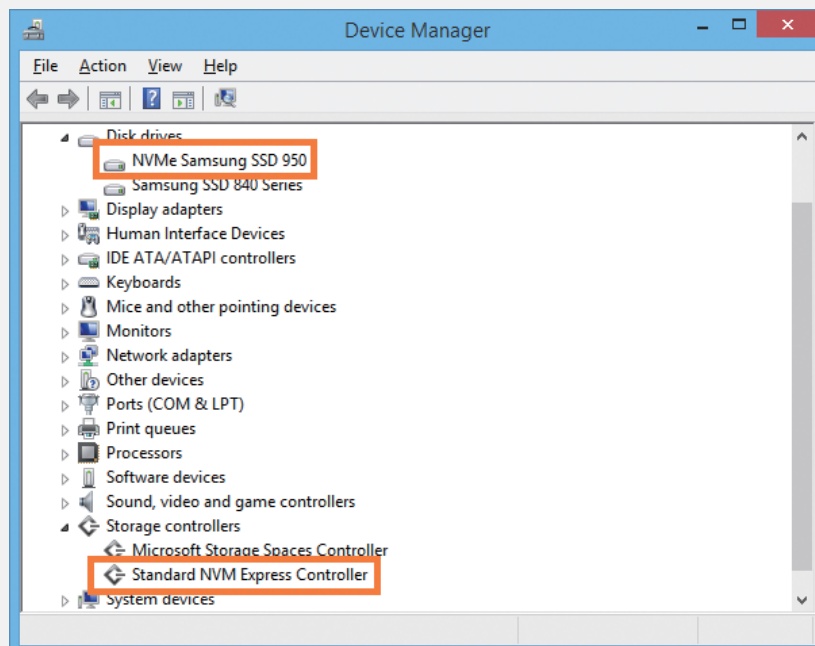 Device Manager
File Action View Help
Disk drives
NVMe Samsung SSD 950
Samsung SSD 840 Series
Display adapters
Human Interface Devices
IDE ATA/ATAPI controllers
Keyboards
Mice and other pointing devices
Monitors
Network adapters
Other devices
Ports (COM & LPT)
Print queues
Processors
Software devices
Sound, video and game controllers
Storage controllers
Microsoft Storage Spaces Controller
Standard NVM Express Controller
System devices